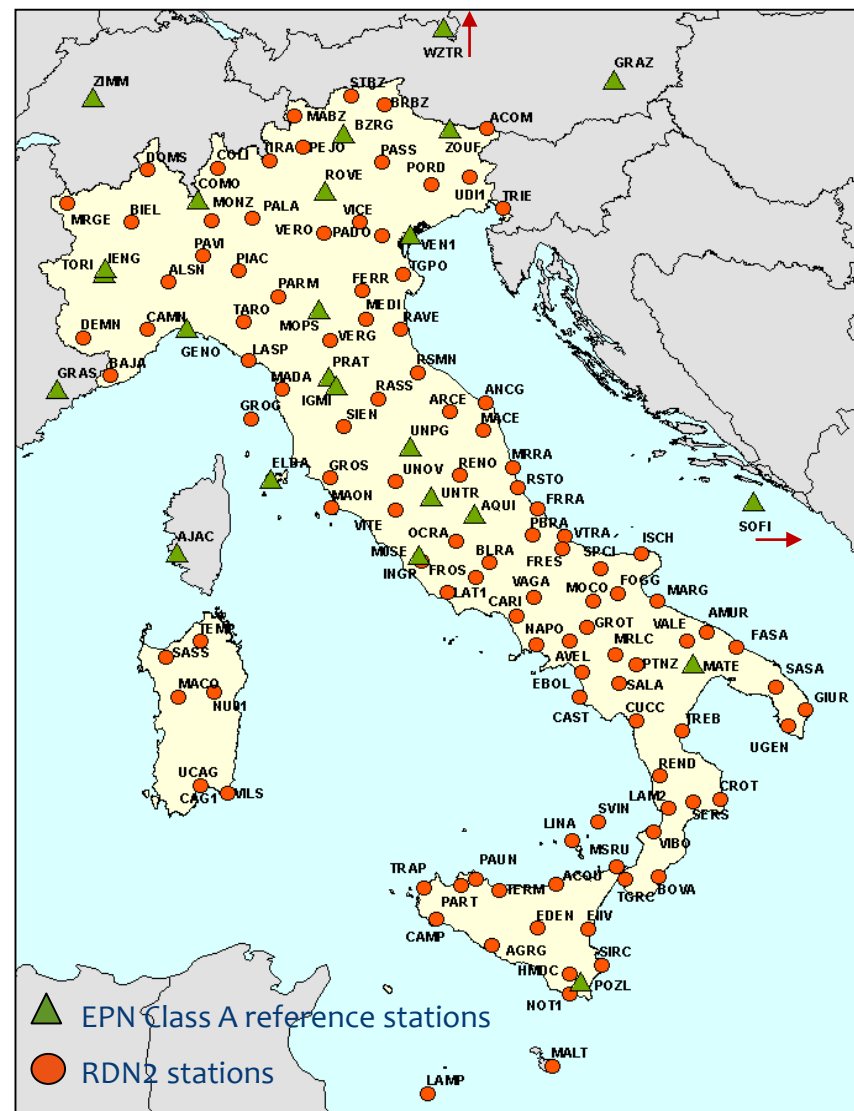 WZTR
GRAZ
ZIMM
STBZ
BRBZ
MABZ
BZRG
ACOM
ZOUF
TIRA
PEJO
PASS
DOMS
COLI
COMO
ROVE
PORD
UDI1
TRIE
MRGE
BIEL
MONZ
PALA
VICE
VERO
PADO
VEN1
PAVI
TORI
IENG
ALSN
PIAC
PARM
FERR
TGPO
TARO
MOPS
MEDI
RAVE
DEMN
CAMN
GENO
VERG
LASP
PRAT
RSMN
GRAS
BAJA
MADA
IGMI
RASS
ARCE
ANCG
GROG
SIEN
MACE
UNPG
ELBA
GROS
UNOV
RENO
MRRA
RSTO
MAON
UNTR
AQUI
FRRA
VITE
SOFI
AJAC
OCRA
PBRA
VTRA
MOSE
INGR
FROS
BLRA
FRES
SPCI
ISCH
LAT1
VAGA
MOCO
FOGG
MARG
CARI
TEMP
NAPO
GROT
VALE
AMUR
FASA
SASS
AVEL
MRLC
PTNZ
MATE
SASA
MACO
NU01
EBOL
SALA
GIUR
CAST
CUCC
TREB
UGEN
UCAG
CAG1
VILS
REND
CROT
LAM2
SERS
SVIN
LINA
VIBO
MSRU
TRAP
PAUN
PART
TERM
ACQU
TGRC
BOVA
CAMP
EDEN
EIIV
AGRG
HMDC
SIRC
POZL
NOT1
EPN Class A reference stations
RDN2 stations
MALT
LAMP